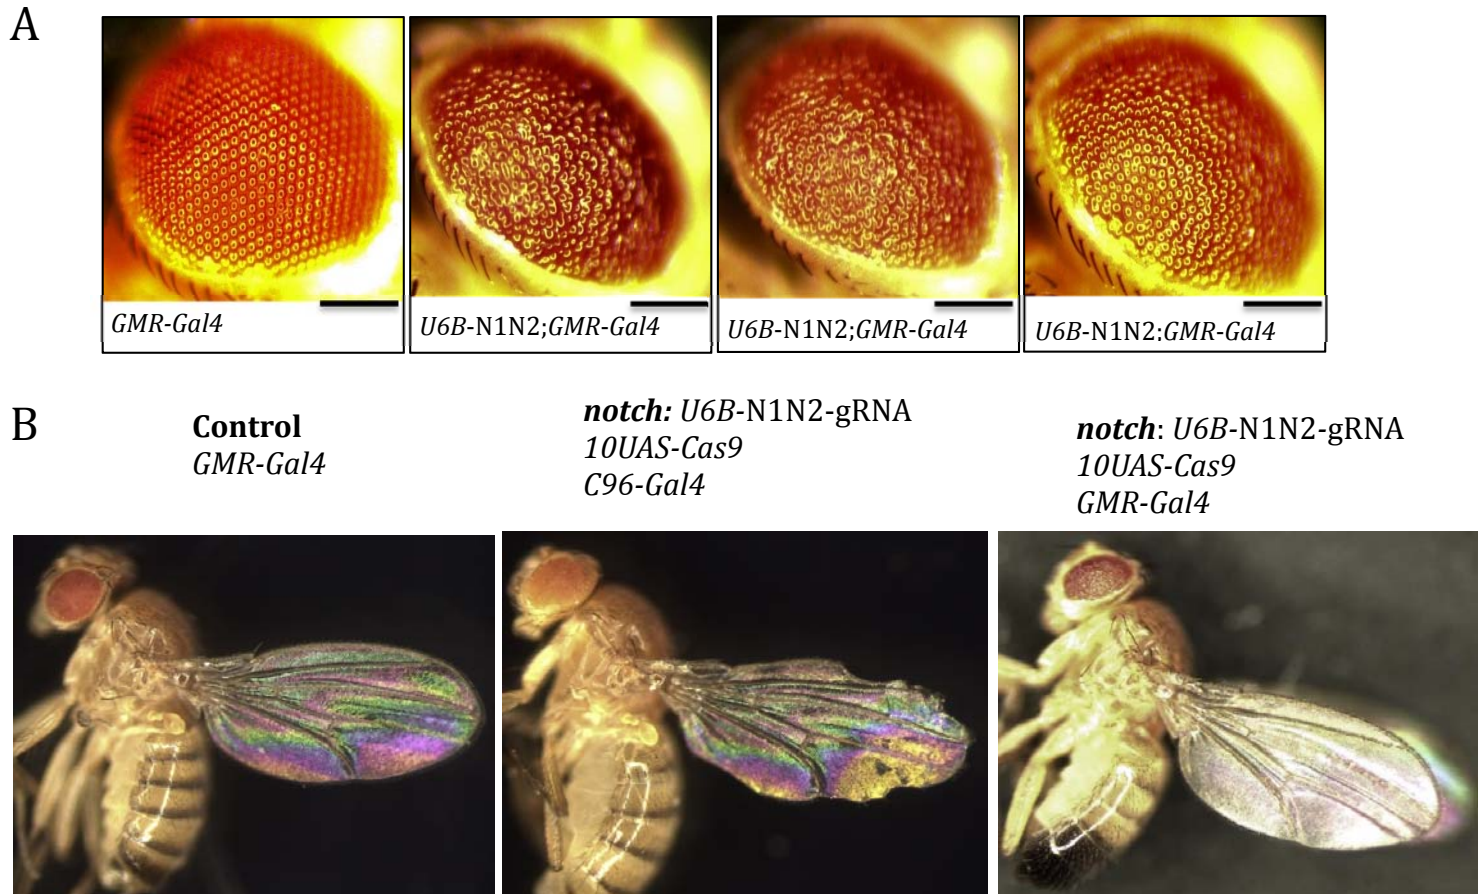 A
GMR-Gal4
U6B-N1N2;GMR-Gal4
U6B-N1N2;GMR-Gal4
U6B-N1N2;GMR-Gal4
B
Control
GMR-Gal4
notch: U6B-N1N2-gRNA
10UAS-Cas9
C96-Gal4
notch: U6B-N1N2-gRNA
10UAS-Cas9
GMR-Gal4